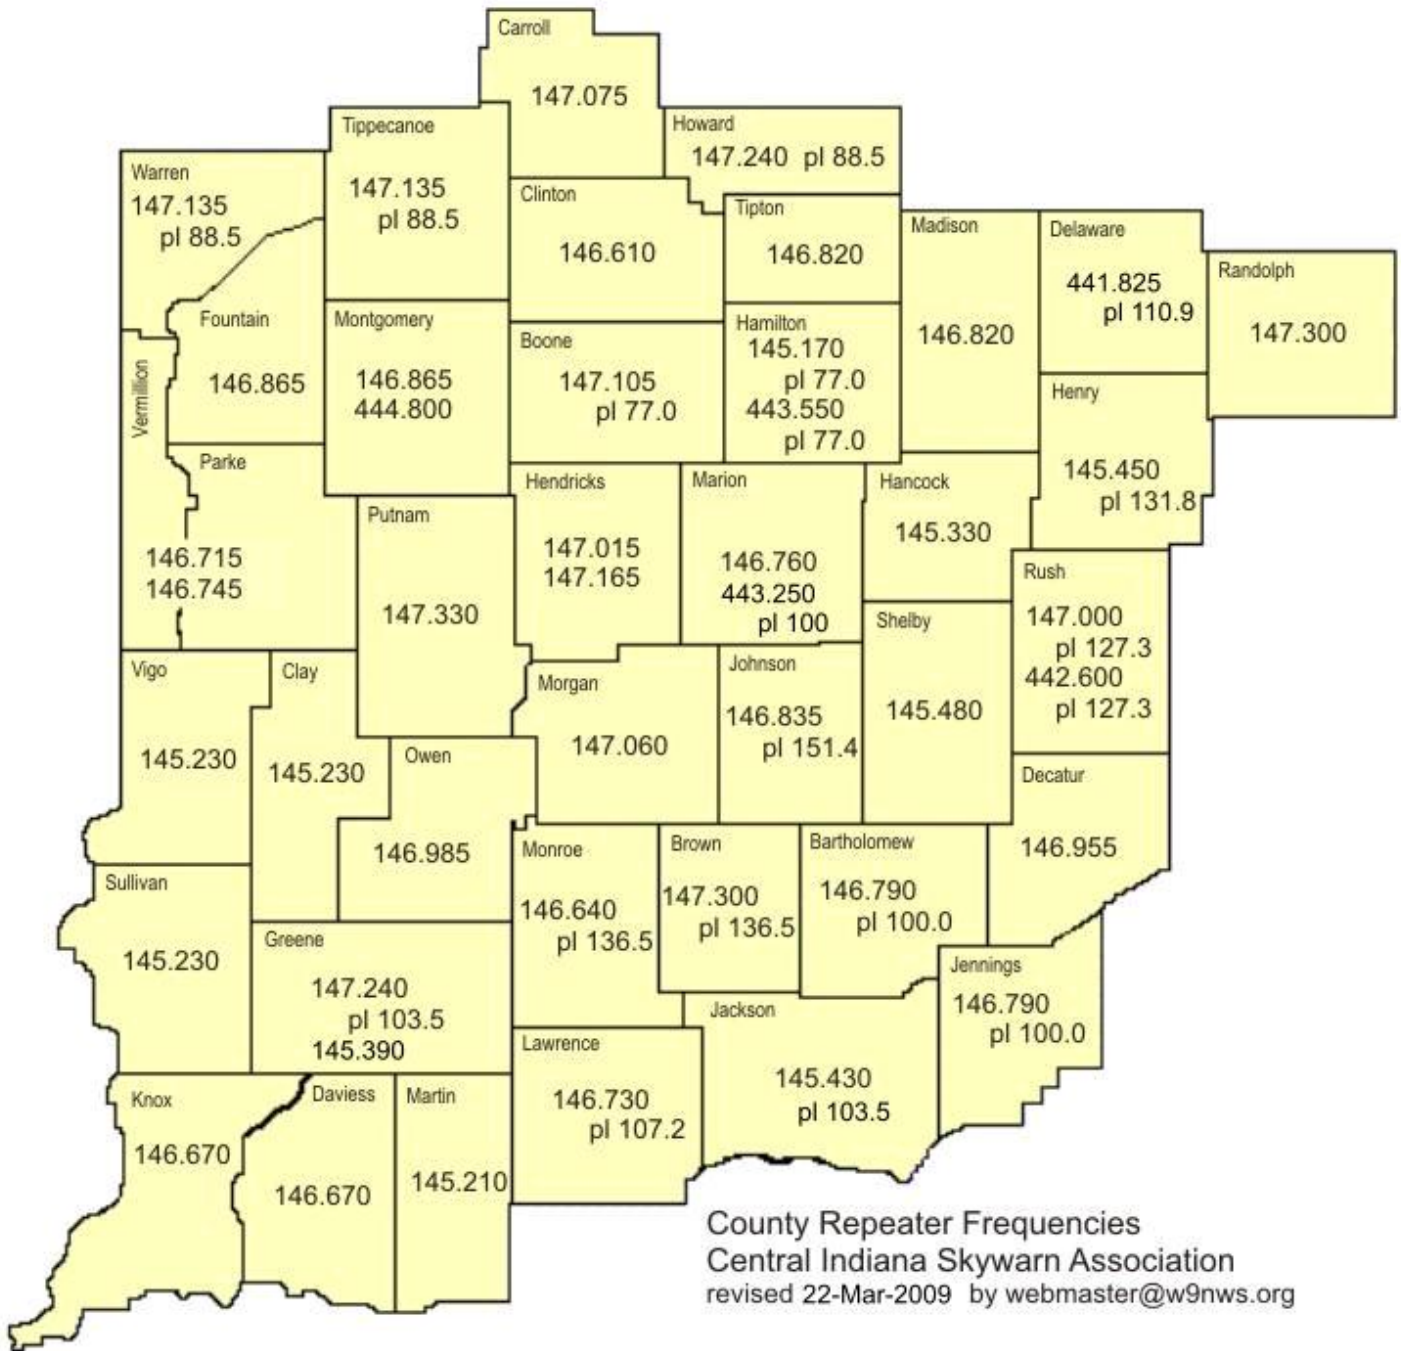 Carroll
147.075
Tippecanoe
147.135
pl 88.5
Howard
147.240 pl 88.5
Warren
147.135
pl 88.5
Clinton
146.610
Tipton
146.820
Madison
146.820
Delaware
441.825
pl 110.9
Randolph
147.300
Fountain
146.865
Montgomery
146.865
444.800
Boone
147.105
pl 77.0
Hamilton
145.170
pl 77.0
443.550
pl 77.0
Henry
145.450
pl 131.8
Vermillion
Parke
146.715
146.745
Putnam
147.330
Hendricks
147.015
147.165
Marion
146.760
443.250
pl 100
Hancock
145.330
Rush
147.000
pl 127.3
442.600
pl 127.3
Shelby
145.480
Vigo
145.230
Clay
145.230
Morgan
147.060
Johnson
146.835
pl 151.4
Owen
146.985
Decatur
146.955
Monroe
146.640
pl 136.5
Brown
147.300
pl 136.5
Bartholomew
146.790
pl 100.0
Sullivan
145.230
Greene
147.240
pl 103.5
145.390
Jennings
146.790
pl 100.0
Jackson
145.430
pl 103.5
Lawrence
146.730
pl 107.2
Knox
146.670
Daviess
146.670
Martin
145.210
County Repeater Frequencies
Central Indiana Skywarn Association
revised 22-Mar-2009 by webmaster@w9nws.org